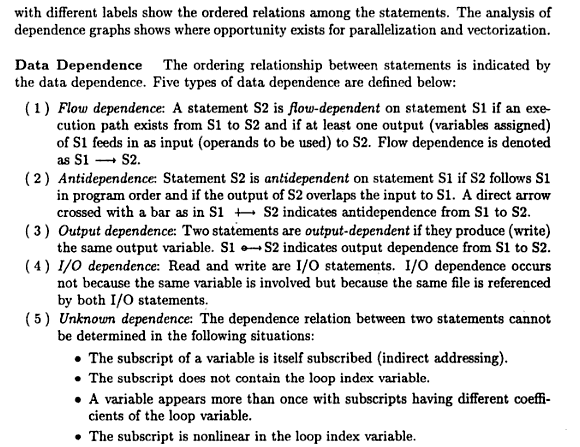 with different labels show the ordered relations among the statements. The analysis of
dependence graphs shows where opportunity exists for parallelization and vectorization.
Data Dependence The ordering relationship between statements is indicated by
the data dependence. Five types of data dependence are defined below:
(1) Flow dependence: A statement S2 is flow-dependent on statement S1 if an exe-
cution path exists from S1 to S2 and if at least one output (variables assigned)
of S1 feeds in as input (operands to be used) to S2. Flow dependence is denoted
as S1 ⟶ S2.
(2) Antidependence: Statement S2 is antidependent on statement S1 if S2 follows S1
in program order and if the output of S2 overlaps the input to S1. A direct arrow
crossed with a bar as in S1 ⇸ S2 indicates antidependence from S1 to S2.
(3) Output dependence: Two statements are output-dependent if they produce (write)
the same output variable. S1 ∘→ S2 indicates output dependence from S1 to S2.
(4) I/O dependence: Read and write are I/O statements. I/O dependence occurs
not because the same variable is involved but because the same file is referenced
by both I/O statements.
(5) Unknown dependence: The dependence relation between two statements cannot
be determined in the following situations:
• The subscript of a variable is itself subscribed (indirect addressing).
• The subscript does not contain the loop index variable.
• A variable appears more than once with subscripts having different coeffi-
cients of the loop variable.
• The subscript is nonlinear in the loop index variable.